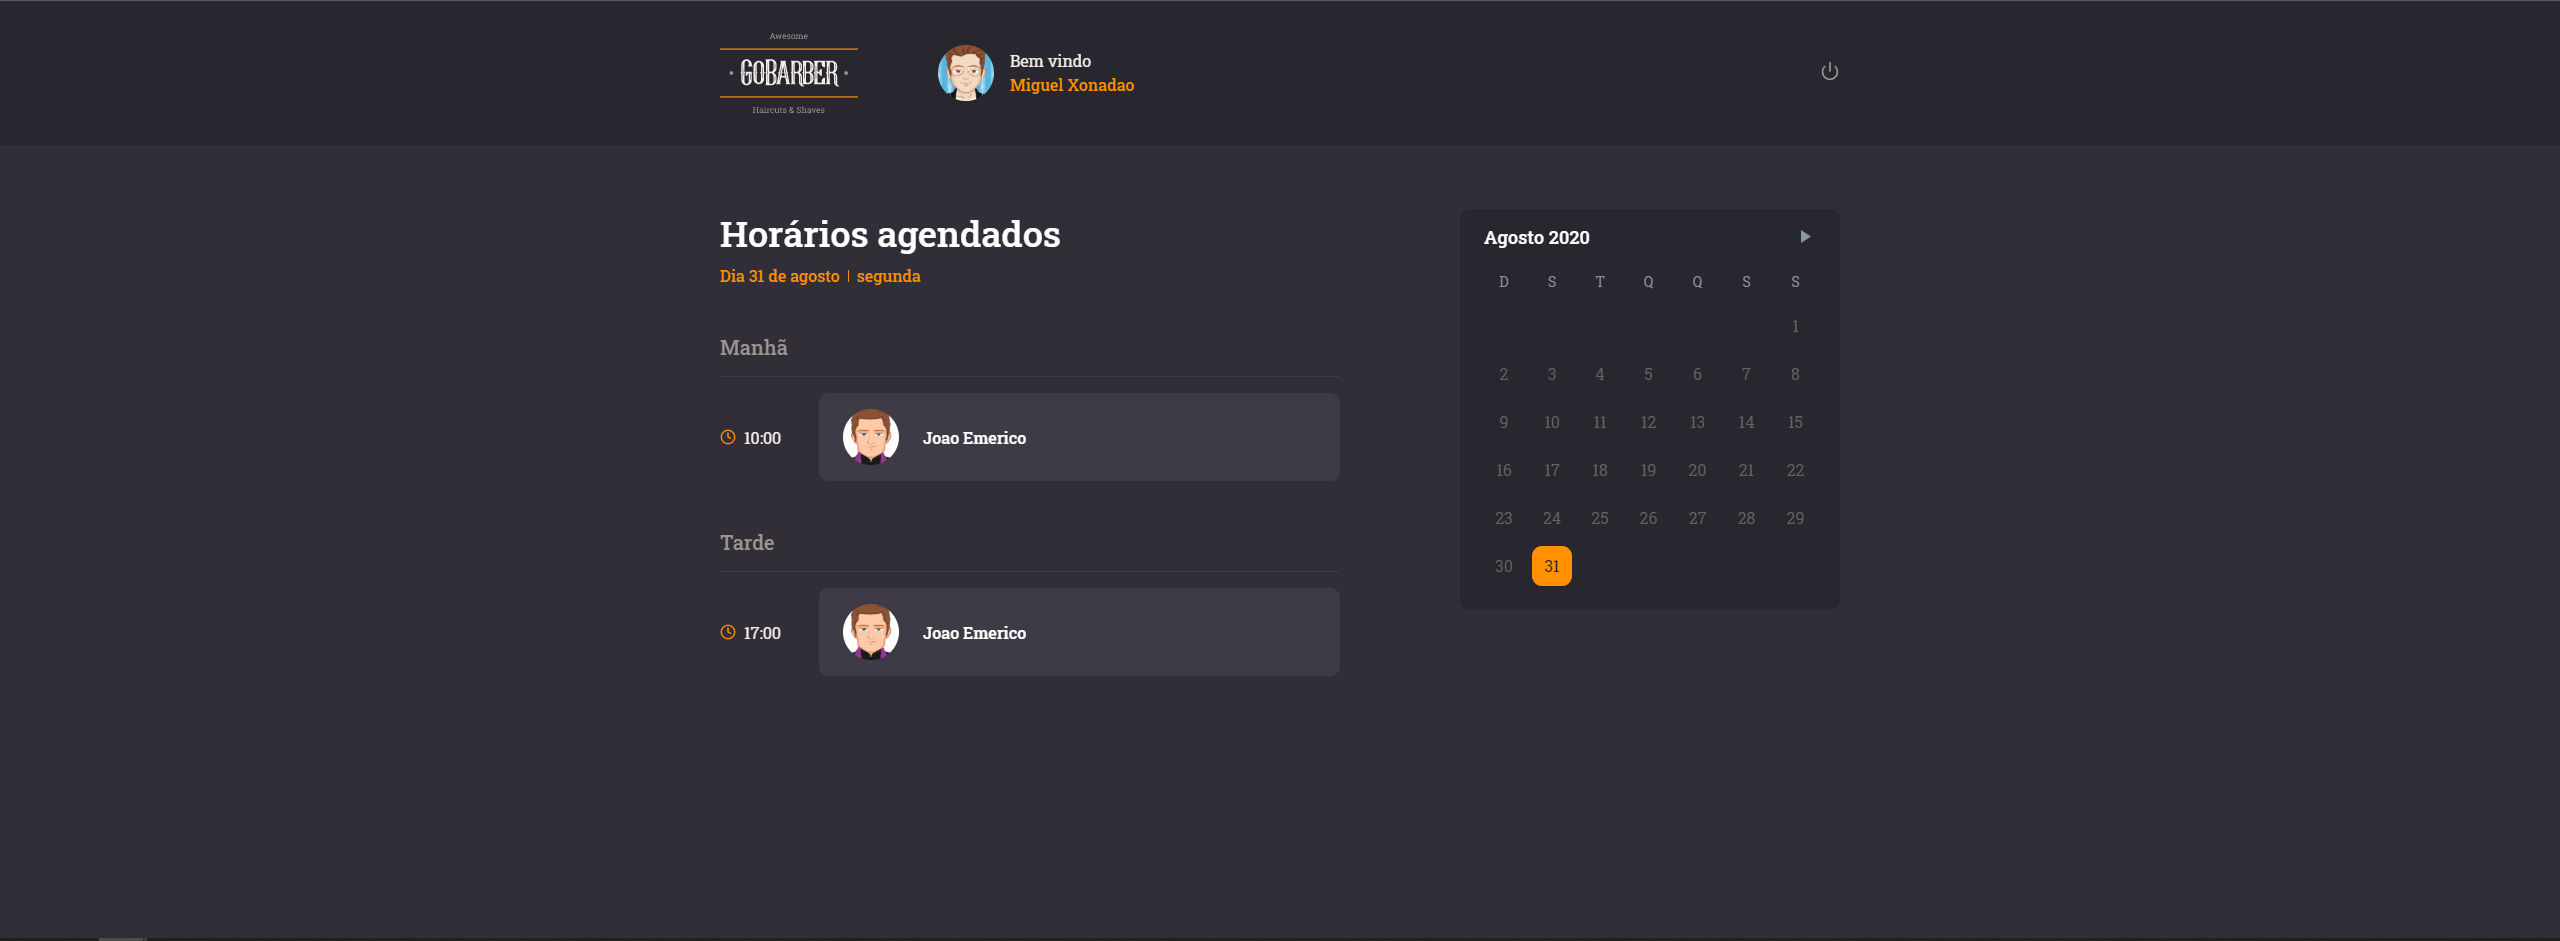 Awesome
GOBARBER
Haircuts & Shaves
Bem vindo
Miguel Xonadao
Horários agendados
Dia 31 de agosto | segunda
Manhã
10:00 Joao Emerico
Tarde
17:00 Joao Emerico
Agosto 2020
D S T Q Q S S
1
2 3 4 5 6 7 8
9 10 11 12 13 14 15
16 17 18 19 20 21 22
23 24 25 26 27 28 29
30 31